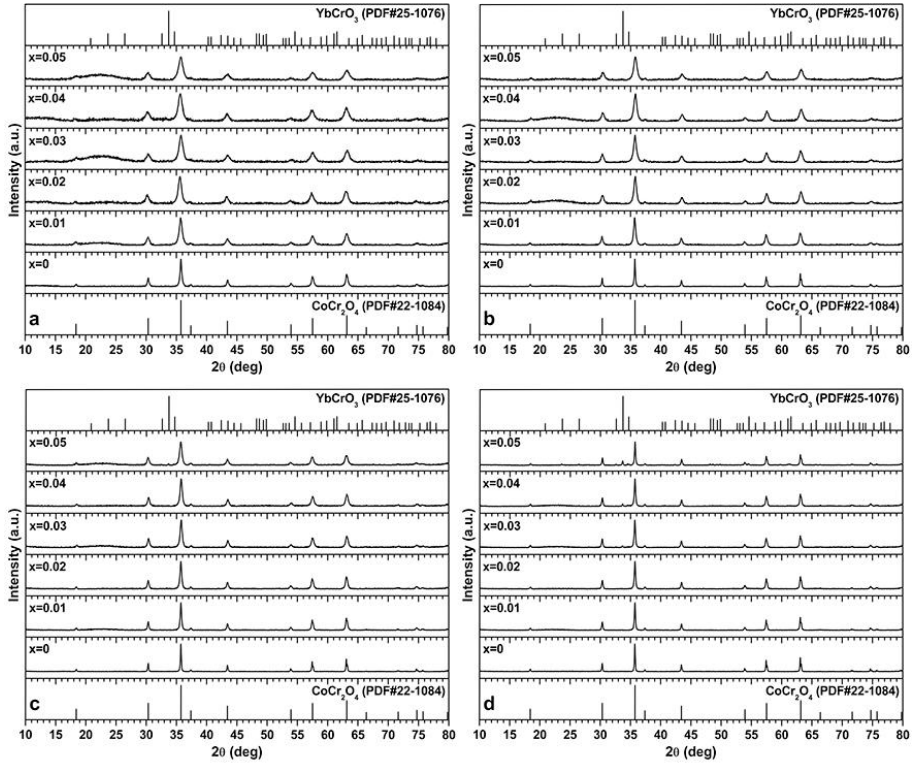 YbCrO₃ (PDF#25-1076)
x=0.05
x=0.04
x=0.03
x=0.02
x=0.01
x=0
Intensity (a.u.)
a
CoCr₂O₄ (PDF#22-1084)
10 15 20 25 30 35 40 45 50 55 60 65 70 75 80
2θ (deg)
YbCrO₃ (PDF#25-1076)
x=0.05
x=0.04
x=0.03
x=0.02
x=0.01
x=0
Intensity (a.u.)
b
CoCr₂O₄ (PDF#22-1084)
10 15 20 25 30 35 40 45 50 55 60 65 70 75 80
2θ (deg)
YbCrO₃ (PDF#25-1076)
x=0.05
x=0.04
x=0.03
x=0.02
x=0.01
x=0
Intensity (a.u.)
c
CoCr₂O₄ (PDF#22-1084)
10 15 20 25 30 35 40 45 50 55 60 65 70 75 80
2θ (deg)
YbCrO₃ (PDF#25-1076)
x=0.05
x=0.04
x=0.03
x=0.02
x=0.01
x=0
Intensity (a.u.)
d
CoCr₂O₄ (PDF#22-1084)
10 15 20 25 30 35 40 45 50 55 60 65 70 75 80
2θ (deg)